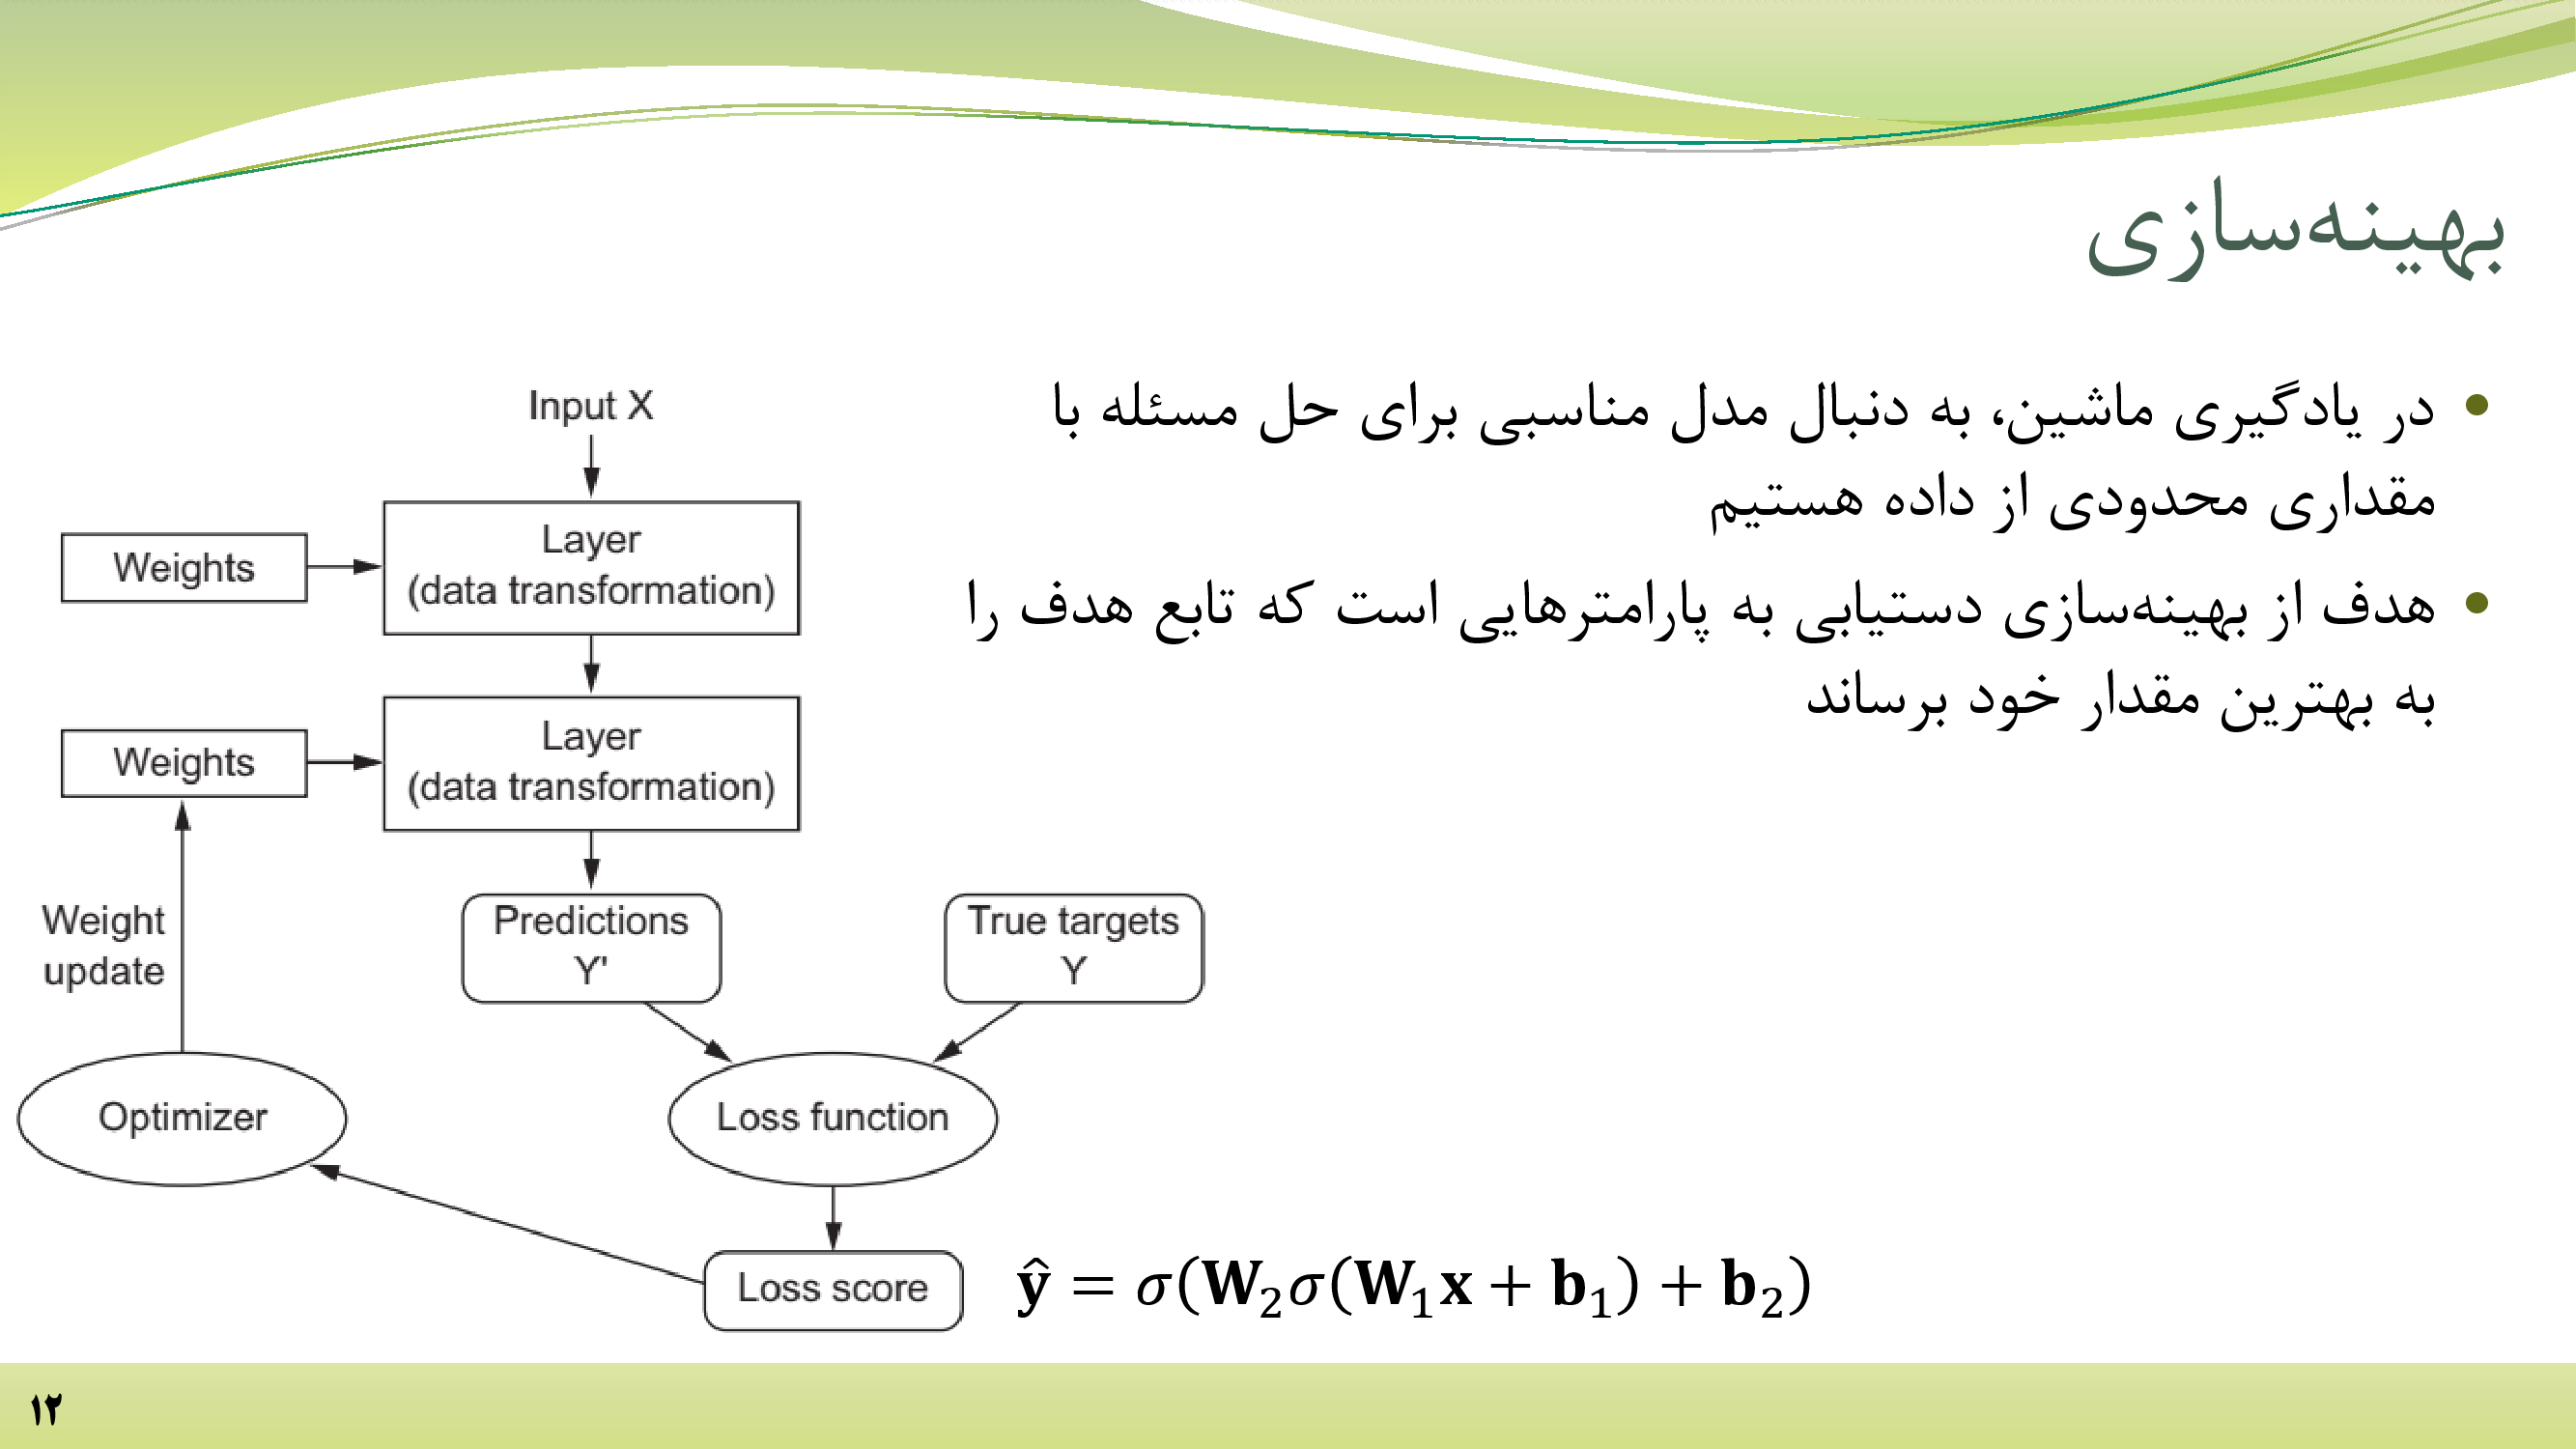 بهینه‌سازی
در یادگیری ماشین، به دنبال مدل مناسبی برای حل مسئله با
مقداری محدودی از داده هستیم
هدف از بهینه‌سازی دستیابی به پارامترهایی است که تابع هدف را
به بهترین مقدار خود برساند
Input X
Weights
Layer
(data transformation)
Weights
Layer
(data transformation)
Weight
update
Predictions
Y'
True targets
Y
Optimizer
Loss function
Loss score
ŷ = σ(W₂σ(W₁x + b₁) + b₂)
۱۲